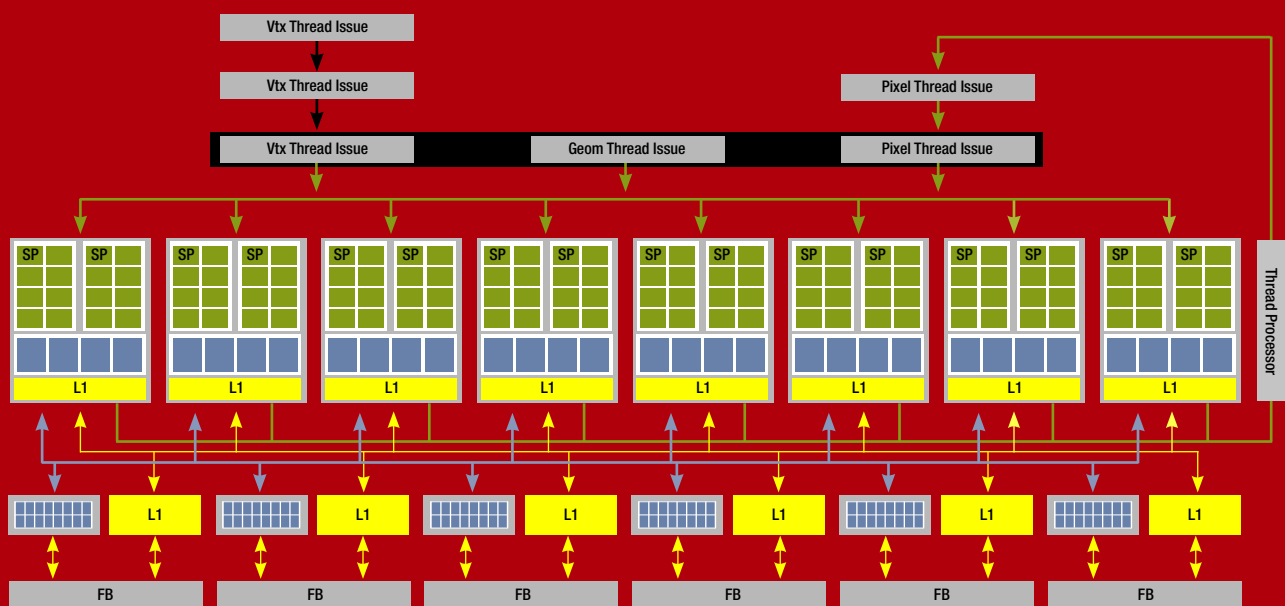 Vtx Thread Issue
Vtx Thread Issue
Pixel Thread Issue
Vtx Thread Issue Geom Thread Issue Pixel Thread Issue
SP SP SP SP SP SP SP SP SP SP SP SP SP SP SP SP
Thread Processor
L1 L1 L1 L1 L1 L1 L1 L1
L1 L1 L1 L1 L1 L1
FB FB FB FB FB FB